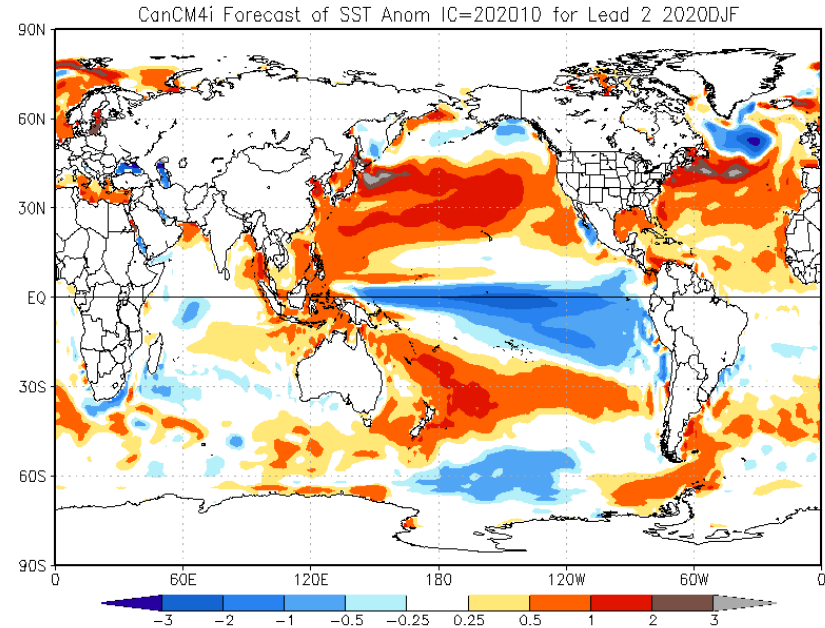 CanCM4i Forecast of SST Anom IC=202010 for Lead 2 2020DJF
90N
60N
30N
EQ
30S
60S
90S
0 60E 120E 180 120W 60W 0
-3 -2 -1 -0.5 -0.25 0.25 0.5 1 2 3